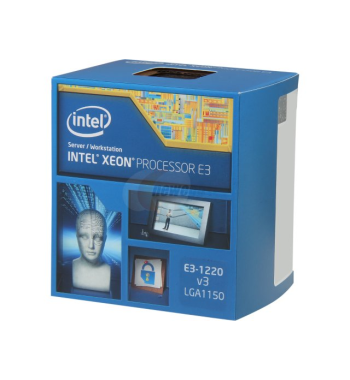 intel
Server / Workstation
INTEL® XEON® PROCESSOR E3
E3-1220
v3
LGA1150